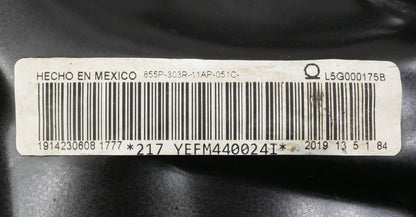 HECHO EN MEXICO 855P-303R-11AP-051C- L5G000175B
1914230608 1777 *217 YEFM440024I* 2019 13 5 1 84